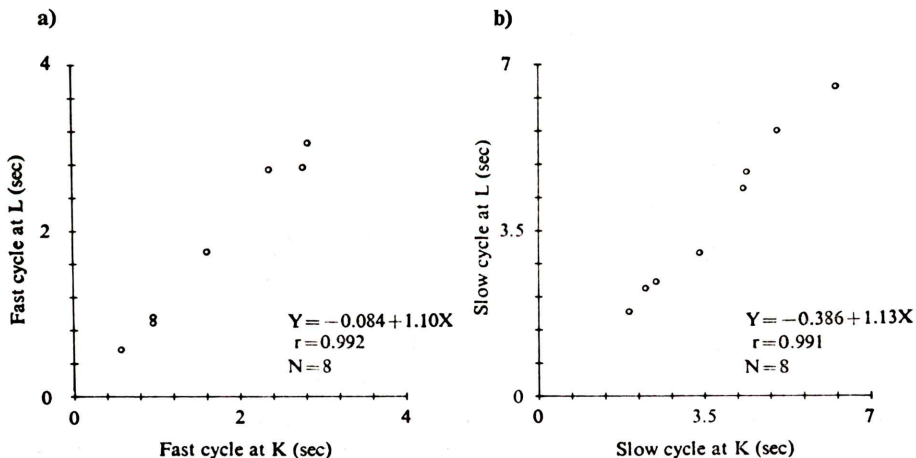 a)
4
2
0
0
2
4
Fast cycle at L (sec)
Fast cycle at K (sec)
Y=−0.084+1.10X
r=0.992
N=8
b)
7
3.5
0
0
3.5
7
Slow cycle at L (sec)
Slow cycle at K (sec)
Y=−0.386+1.13X
r=0.991
N=8